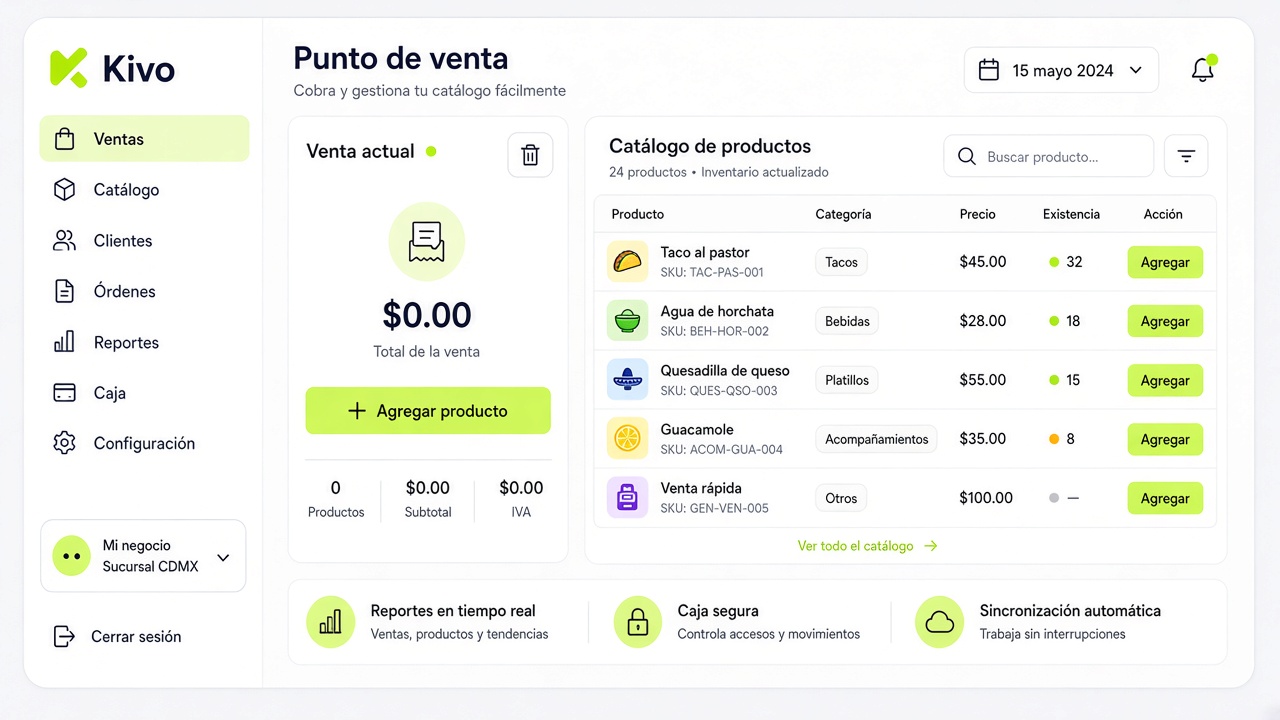 Kivo
Ventas
Catálogo
Clientes
Órdenes
Reportes
Caja
Configuración
Mi negocio
Sucursal CDMX
Cerrar sesión
Punto de venta
Cobra y gestiona tu catálogo fácilmente
15 mayo 2024
Venta actual
$0.00
Total de la venta
+ Agregar producto
0 $0.00 $0.00
Productos Subtotal IVA
Catálogo de productos
24 productos • Inventario actualizado
Buscar producto...
Producto Categoría Precio Existencia Acción
Taco al pastor
SKU: TAC-PAS-001
Tacos $45.00 32 Agregar
Agua de horchata
SKU: BEH-HOR-002
Bebidas $28.00 18 Agregar
Quesadilla de queso
SKU: QUES-QSO-003
Platillos $55.00 15 Agregar
Guacamole
SKU: ACOM-GUA-004
Acompañamientos $35.00 8 Agregar
Venta rápida
SKU: GEN-VEN-005
Otros $100.00 — Agregar
Ver todo el catálogo →
Reportes en tiempo real
Ventas, productos y tendencias
Caja segura
Controla accesos y movimientos
Sincronización automática
Trabaja sin interrupciones